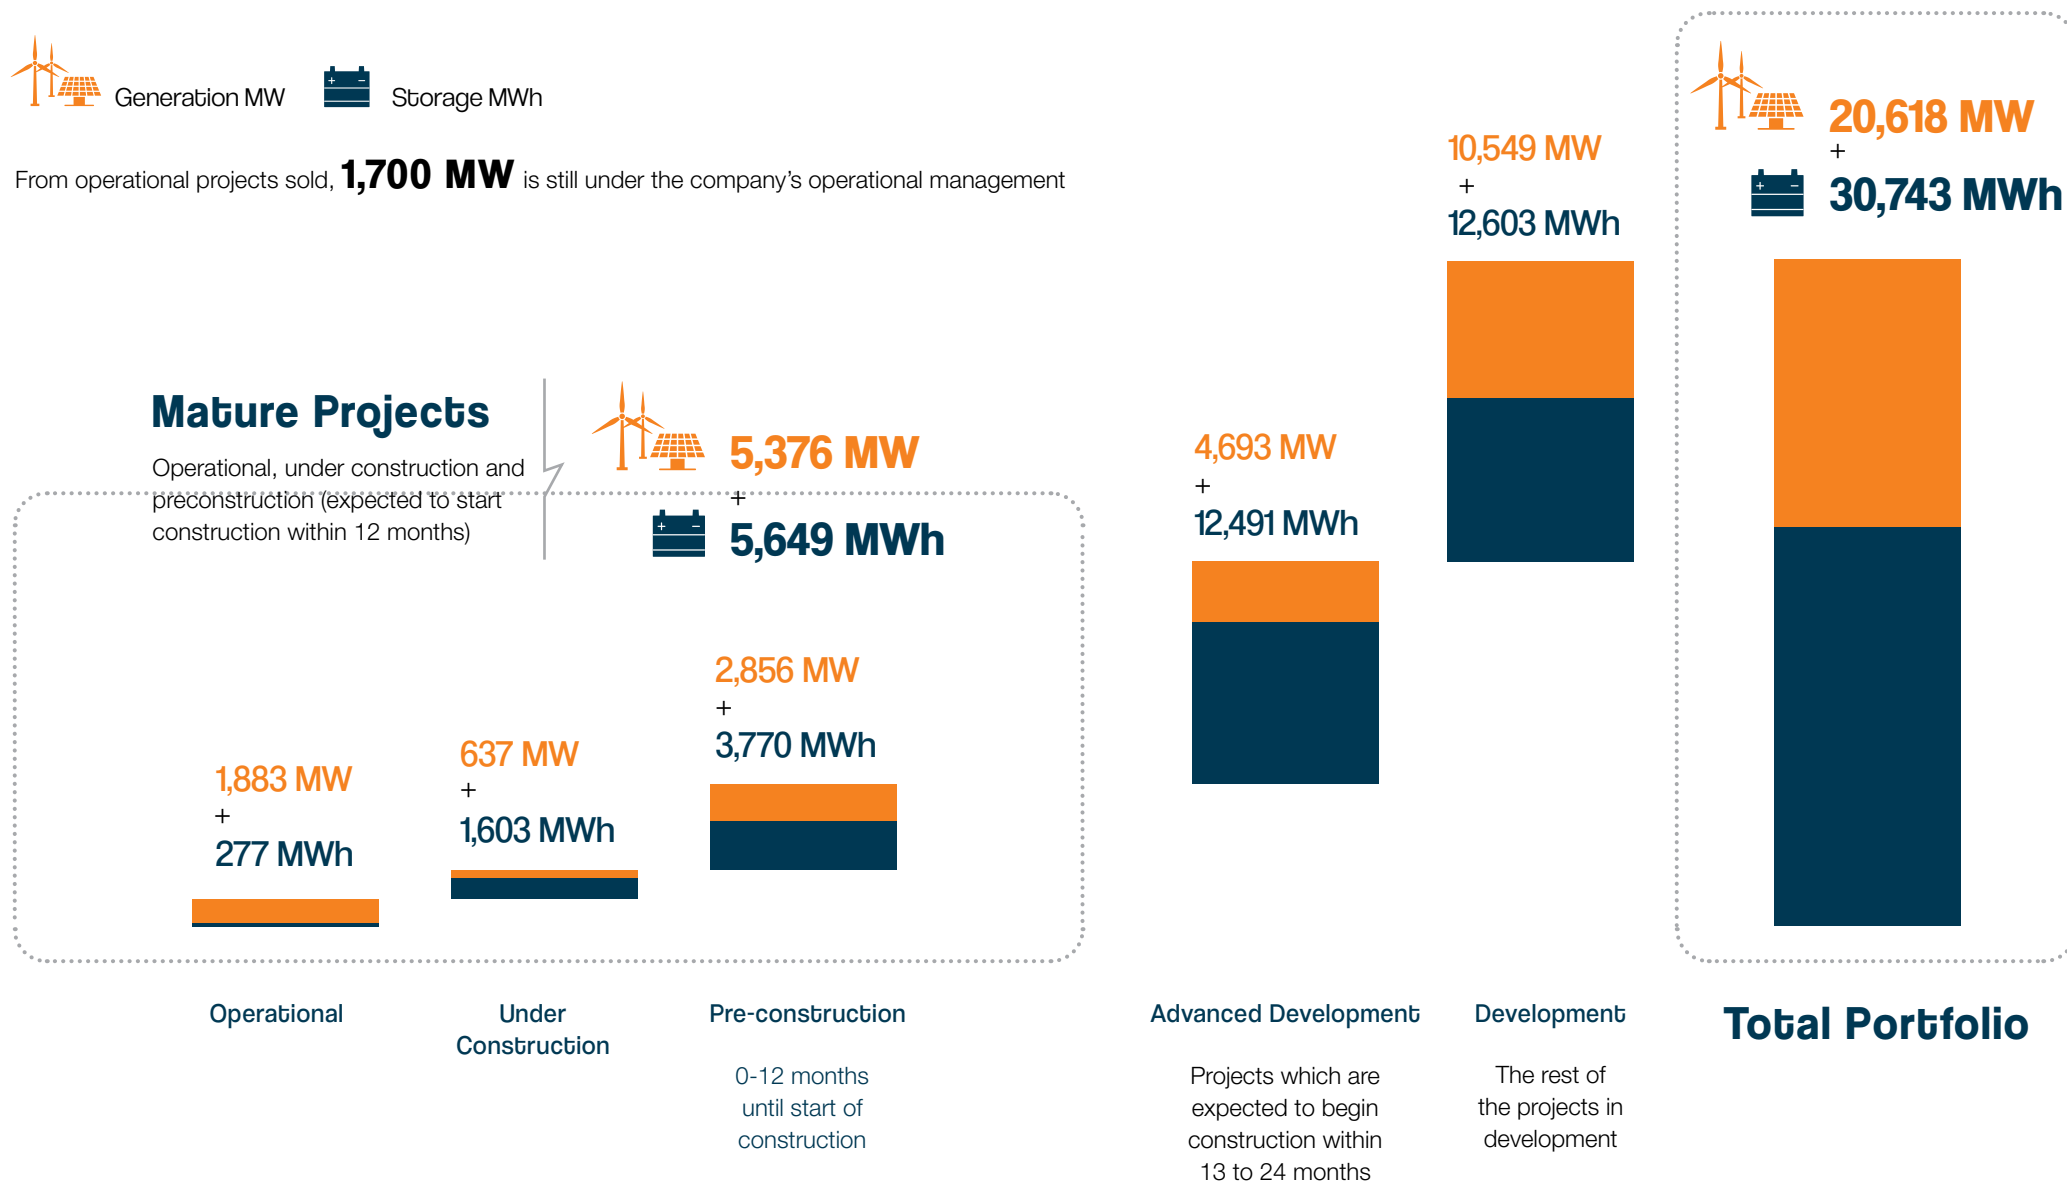 Generation MW
Storage MWh
From operational projects sold, 1,700 MW is still under the company's operational management
Mature Projects
Operational, under construction and
preconstruction (expected to start
construction within 12 months)
5,376 MW
+
5,649 MWh
1,883 MW
+
277 MWh
637 MW
+
1,603 MWh
2,856 MW
+
3,770 MWh
4,693 MW
+
12,491 MWh
10,549 MW
+
12,603 MWh
20,618 MW
+
30,743 MWh
Operational
Under
Construction
Pre-construction
0-12 months
until start of
construction
Advanced Development
Projects which are
expected to begin
construction within
13 to 24 months
Development
The rest of
the projects in
development
Total Portfolio